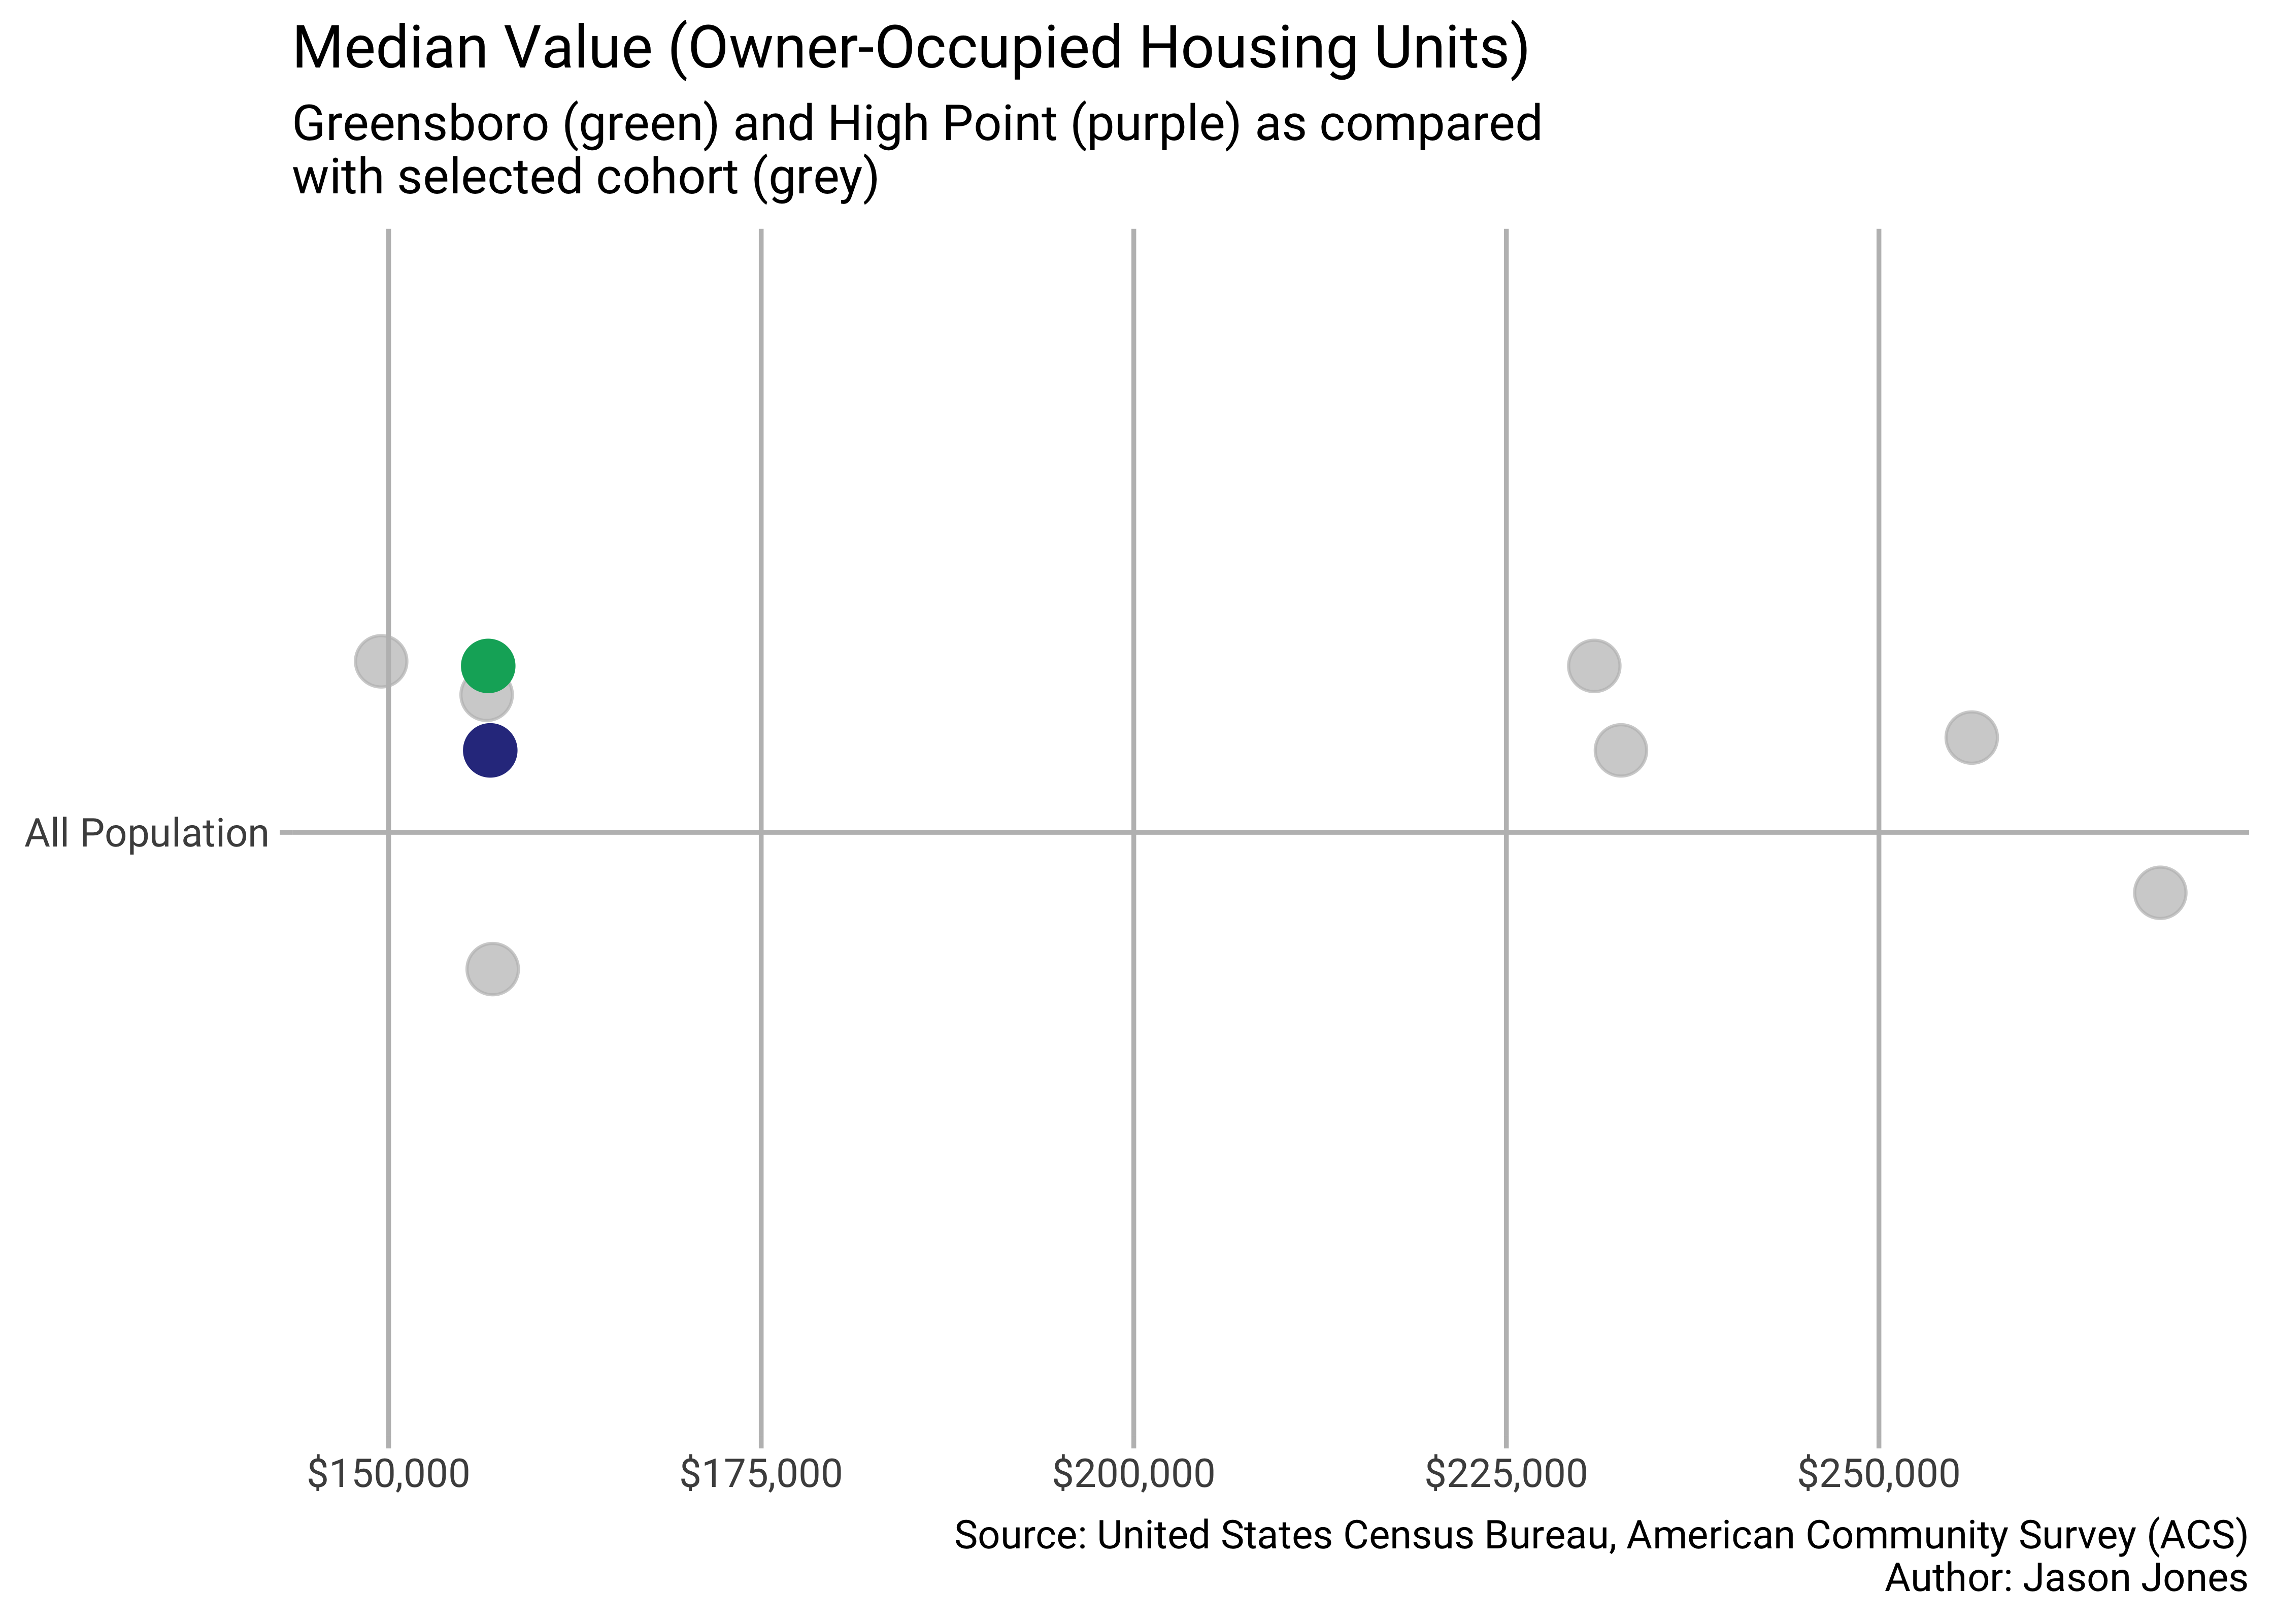 Median Value (Owner-Occupied Housing Units)
Greensboro (green) and High Point (purple) as compared
with selected cohort (grey)
All Population
$150,000
$175,000
$200,000
$225,000
$250,000
Source: United States Census Bureau, American Community Survey (ACS)
Author: Jason Jones